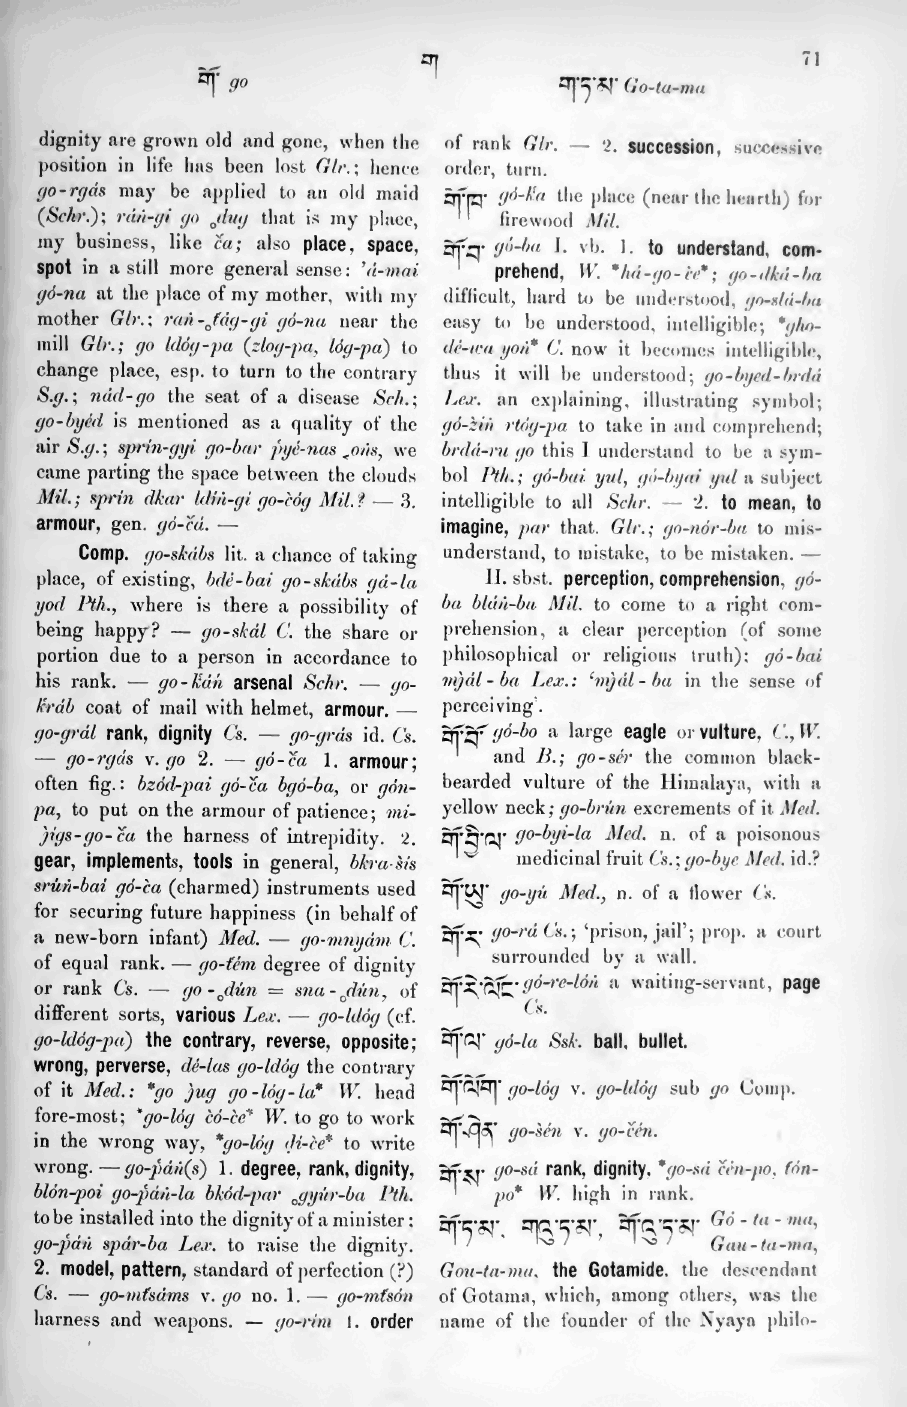 71
གོ་ go
ག
གོ་ཏ་མ་ Go-ta-ma
dignity are grown old and gone, when the
position in life has been lost Glr.; hence
go-rgás may be applied to an old maid
(Schr.); ráṅ-gi go ₒdug that is my place,
my business, like ča; also place, space,
spot in a still more general sense: ’á-mai
gó-na at the place of my mother, with my
mother Glr.; raṅ-ₒt́ág-gi gó-na near the
mill Glr.; go ldóg-pa (zlog-pa, lóg-pa) to
change place, esp. to turn to the contrary
S.g.; nád-go the seat of a disease Sch.;
go-byéd is mentioned as a quality of the
air S.g.; sprín-gyi go-bar ṕyé-nas ₒoṅs, we
came parting the space between the clouds
Mil.; sprín dkar ldíṅ-gi go-c̀óg Mil.? — 3.
armour, gen. gó-čá. —
Comp. go-skábs lit. a chance of taking
place, of existing, bdé-bai go-skábs gá-la
yod Pth., where is there a possibility of
being happy? — go-skál C. the share or
portion due to a person in accordance to
his rank. — go-ḱáṅ arsenal Schr. — go-
ḱráb coat of mail with helmet, armour. —
go-grál rank, dignity Cs. — go-grás id. Cs.
— go-rgás v. go 2. — gó-ča 1. armour;
often fig.: bzód-pai gó-ča bgó-ba, or gón-
pa, to put on the armour of patience; mi-
ǰigs-go-ča the harness of intrepidity. 2.
gear, implements, tools in general, bkra-šis
srúṅ-bai gó-c̀a (charmed) instruments used
for securing future happiness (in behalf of
a new-born infant) Med. — go-mnyám C.
of equal rank. — go-t́ém degree of dignity
or rank Cs. — go-ₒdún = sna-ₒdún, of
different sorts, various Lex. — go-ldóg (cf.
go-ldóg-pa) the contrary, reverse, opposite;
wrong, perverse, dé-las go-ldóg the contrary
of it Med.: *go ǰug go-lóg-la* W. head
fore-most; *go-lóg c̀ó-c̀e* W. to go to work
in the wrong way, *go-lóg ḍi-c̀e* to write
wrong. — go-ṕáṅ(s) 1. degree, rank, dignity,
blón-poi go-ṕáṅ-la bkód-par ₒgyúr-ba Pth.
to be installed into the dignity of a minister;
go-ṕáṅ spár-ba Lex. to raise the dignity.
2. model, pattern, standard of perfection (?)
Cs. — go-mt́sáms v. go no. 1. — go-mt́són
harness and weapons. — go-rim 1. order
of rank Glr. — 2. succession, successive
order, turn.
གོ་ཁ་ gó-ḱa the place (near the hearth) for
firewood Mil.
གོ་བ་ gó-ba I. vb. 1. to understand, com-
prehend, W. *há-go-c̀e*; go-dká-ba
difficult, hard to be understood, go-slá-ba
easy to be understood, intelligible; *gho-
dé-wa yoṅ* C. now it becomes intelligible,
thus it will be understood; go-byed-brdá
Lex. an explaining, illustrating symbol;
gó-žiṅ rtóg-pa to take in and comprehend;
brdá-ru go this I understand to be a sym-
bol Pth.; gó-bai yul, gó-byai yul a subject
intelligible to all Schr. — 2. to mean, to
imagine, par that. Glr.; go-nór-ba to mis-
understand, to mistake, to be mistaken. —
II. sbst. perception, comprehension, gó-
ba bláṅ-ba Mil. to come to a right com-
prehension, a clear perception (of some
philosophical or religious truth); gó-bai
mǰál-ba Lex.: ‘mǰál-ba in the sense of
perceiving’.
གོ་བོ་ gó-bo a large eagle or vulture, C., W.
and B.; go-sér the common black-
bearded vulture of the Himalaya, with a
yellow neck; go-brún excrements of it Med.
གོ་བྱི་ལ་ go-byi-la Med. n. of a poisonous
medicinal fruit Cs.; go-bye Med. id.?
གོ་ཡུ་ go-yú Med., n. of a flower Cs.
གོ་ར་ go-rá Cs.; ‘prison, jail’; prop. a court
surrounded by a wall.
གོ་རེ་ལོང་ gó-re-lóṅ a waiting-servant, page
Cs.
གོ་ལ་ gó-la Ssk. ball, bullet.
གོ་ལོག་ go-lóg v. go-ldóg sub go Comp.
གོ་ཤེན་ go-šén v. go-čén.
གོ་ས་ go-sá rank, dignity, *go-sá čén-po, t́ón-
po* W. high in rank.
གོ་ཏ་མ་, གཽ་ཏ་མ་, གོའུ་ཏ་མ་ Gó-ta-ma,
Gau-ta-ma,
Gou-ta-ma, the Gotamide, the descendant
of Gotama, which, among others, was the
name of the founder of the Nyaya philo-